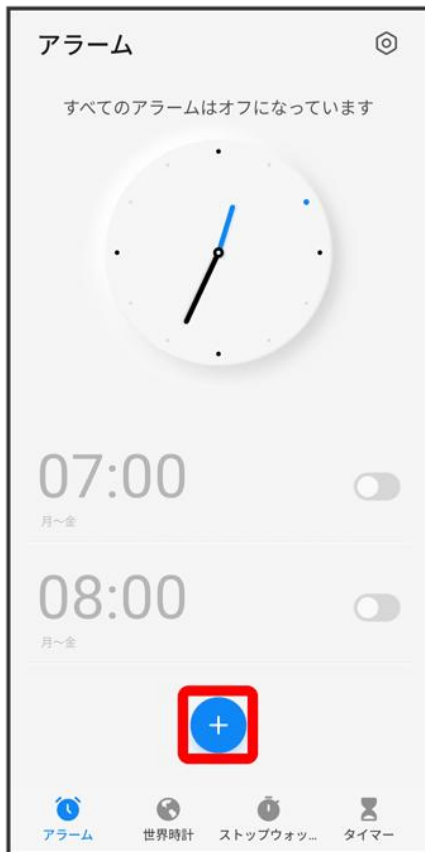 アラーム
すべてのアラームはオフになっています
07:00
月~金
08:00
月~金
+
アラーム 世界時計 ストップウォッ... タイマー